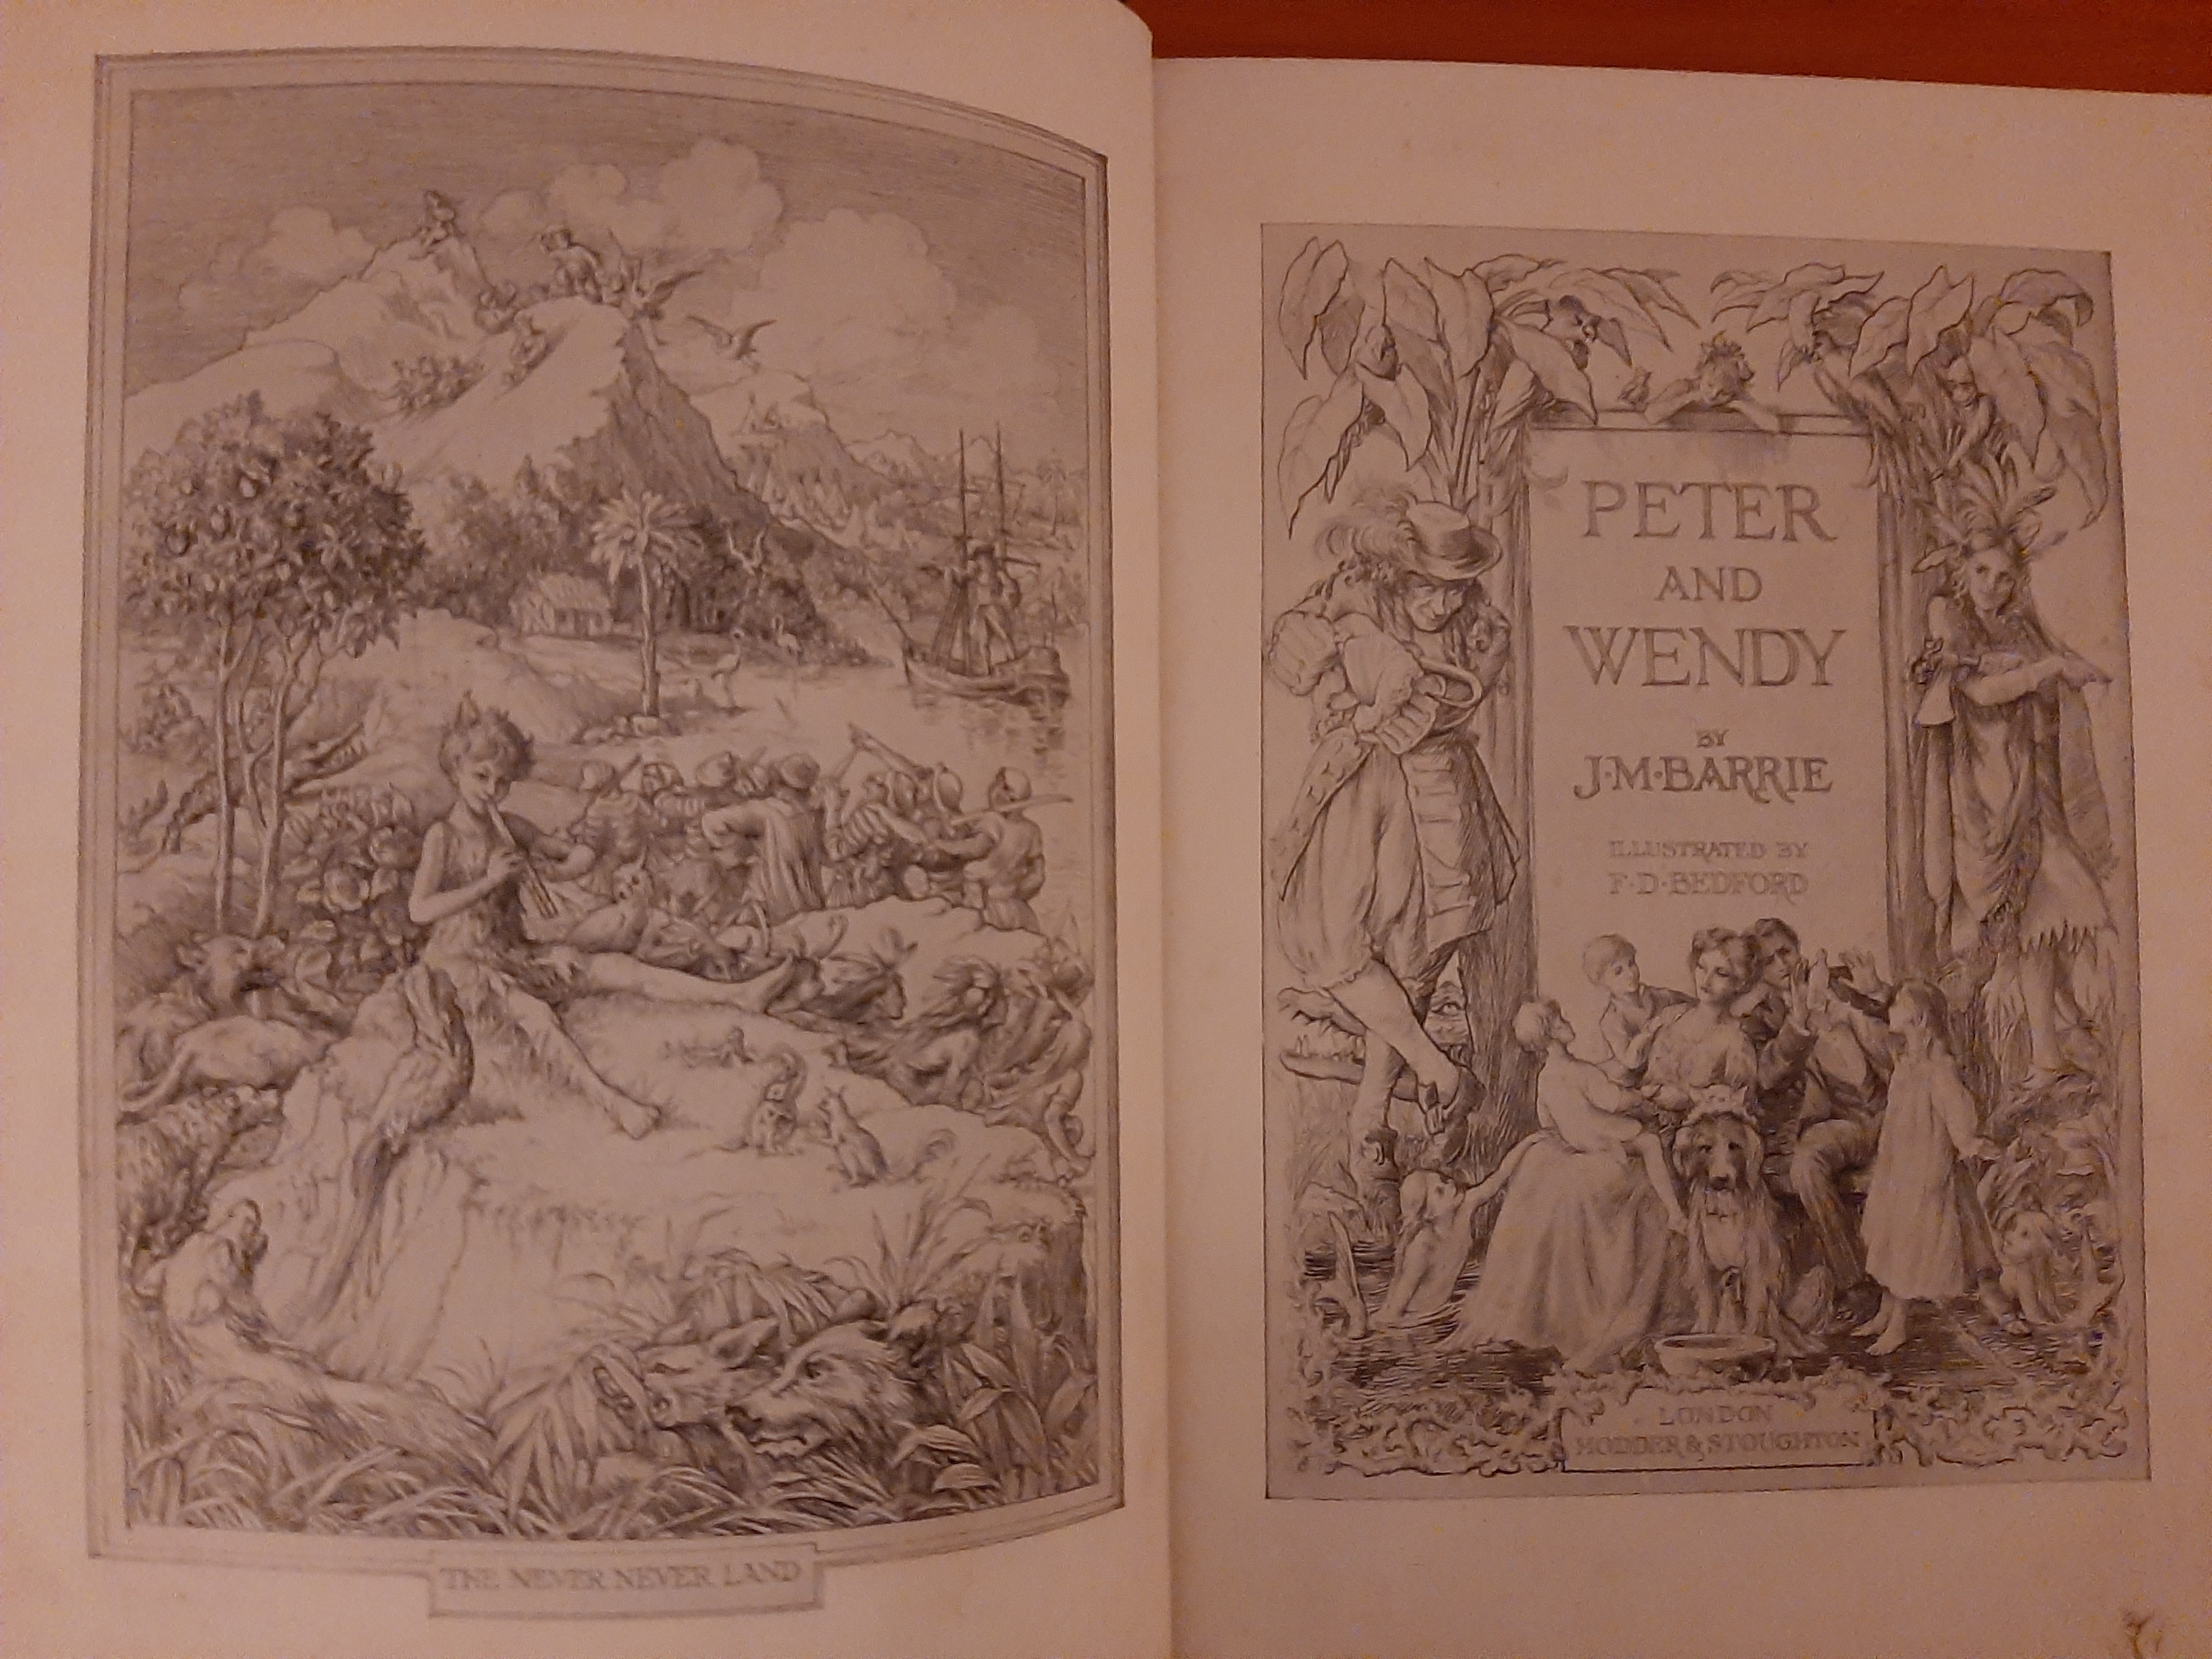 THE NEVER NEVER LAND
PETER
AND
WENDY
BY
J·M·BARRIE
ILLUSTRATED BY
F·D·BEDFORD
LONDON
HODDER & STOUGHTON